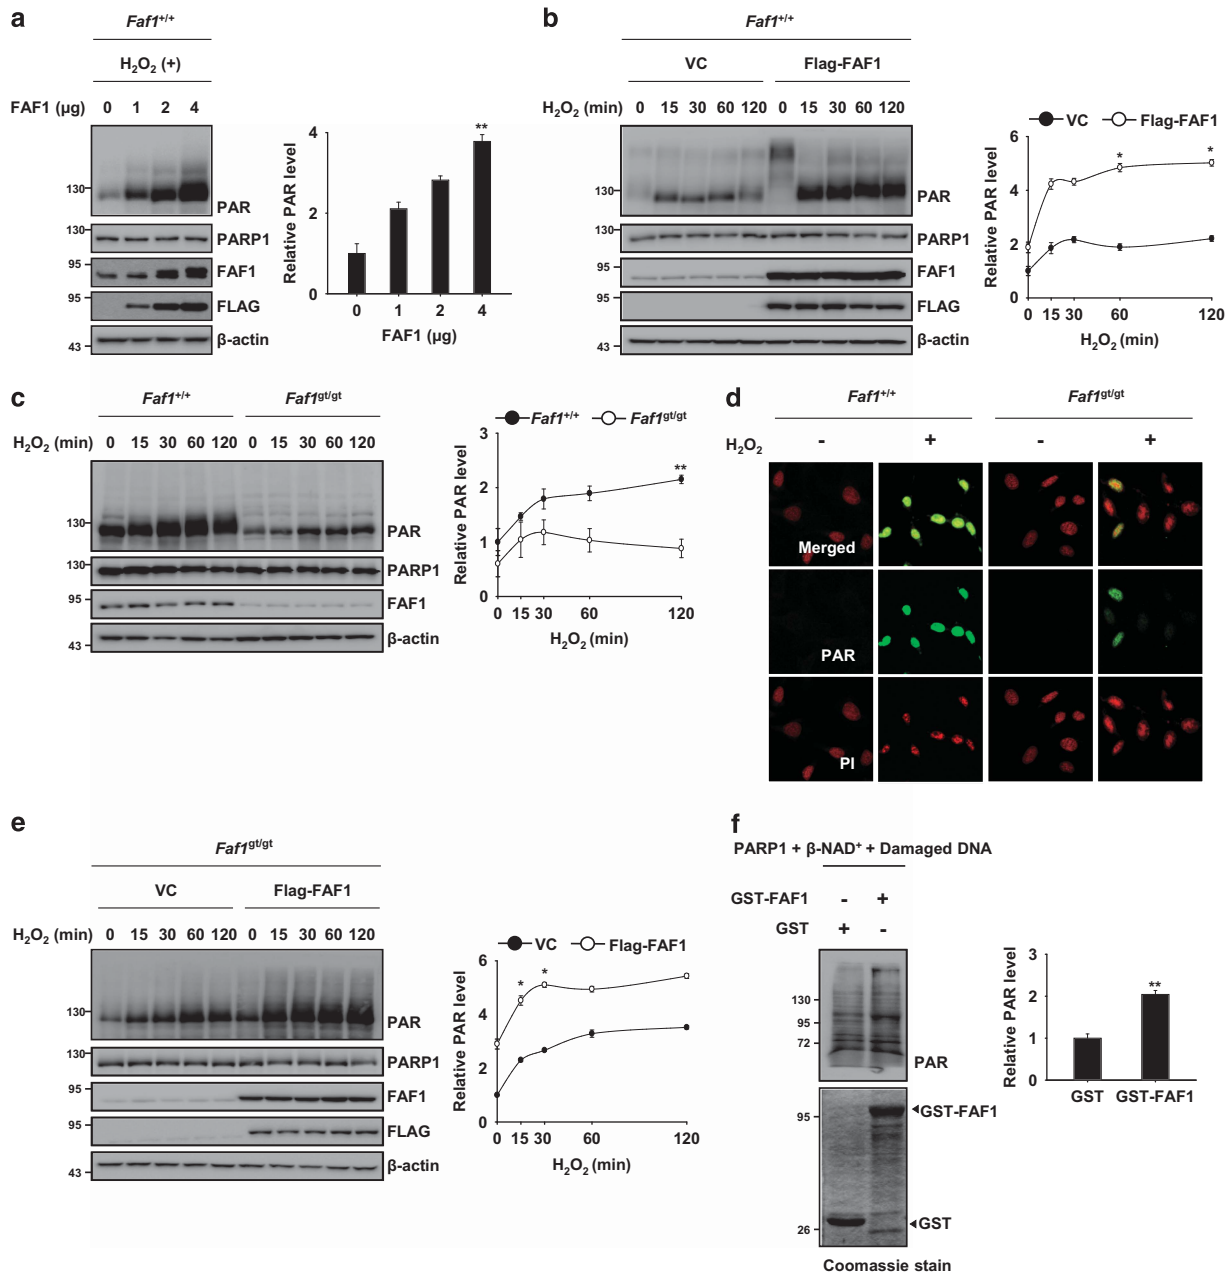 a
Faf1+/+
H2O2 (+)
FAF1 (µg) 0 1 2 4
130
PAR
130
PARP1
95
FAF1
95
FLAG
43
β-actin
Relative PAR level
4
2
0
**
0 1 2 4
FAF1 (µg)
b
Faf1+/+
VC Flag-FAF1
H2O2 (min) 0 15 30 60 120 0 15 30 60 120
130
PAR
130
PARP1
95
FAF1
95
FLAG
43
β-actin
VC Flag-FAF1
Relative PAR level
6
4
2
0
* *
0 15 30 60 120
H2O2 (min)
c
Faf1+/+ Faf1gt/gt
H2O2 (min) 0 15 30 60 120 0 15 30 60 120
130
PAR
130
PARP1
95
FAF1
43
β-actin
Faf1+/+ Faf1gt/gt
Relative PAR level
3
2
1
0
**
0 15 30 60 120
H2O2 (min)
d
Faf1+/+ Faf1gt/gt
H2O2 - + - +
Merged
PAR
PI
e
Faf1gt/gt
VC Flag-FAF1
H2O2 (min) 0 15 30 60 120 0 15 30 60 120
130
PAR
130
PARP1
95
FAF1
95
FLAG
43
β-actin
VC Flag-FAF1
Relative PAR level
6
4
2
0
* *
0 15 30 60 120
H2O2 (min)
f
PARP1 + β-NAD+ + Damaged DNA
GST-FAF1 - +
GST + -
130
95
72
PAR
95
GST-FAF1
26
GST
Coomassie stain
Relative PAR level
3
2
1
0
**
GST GST-FAF1